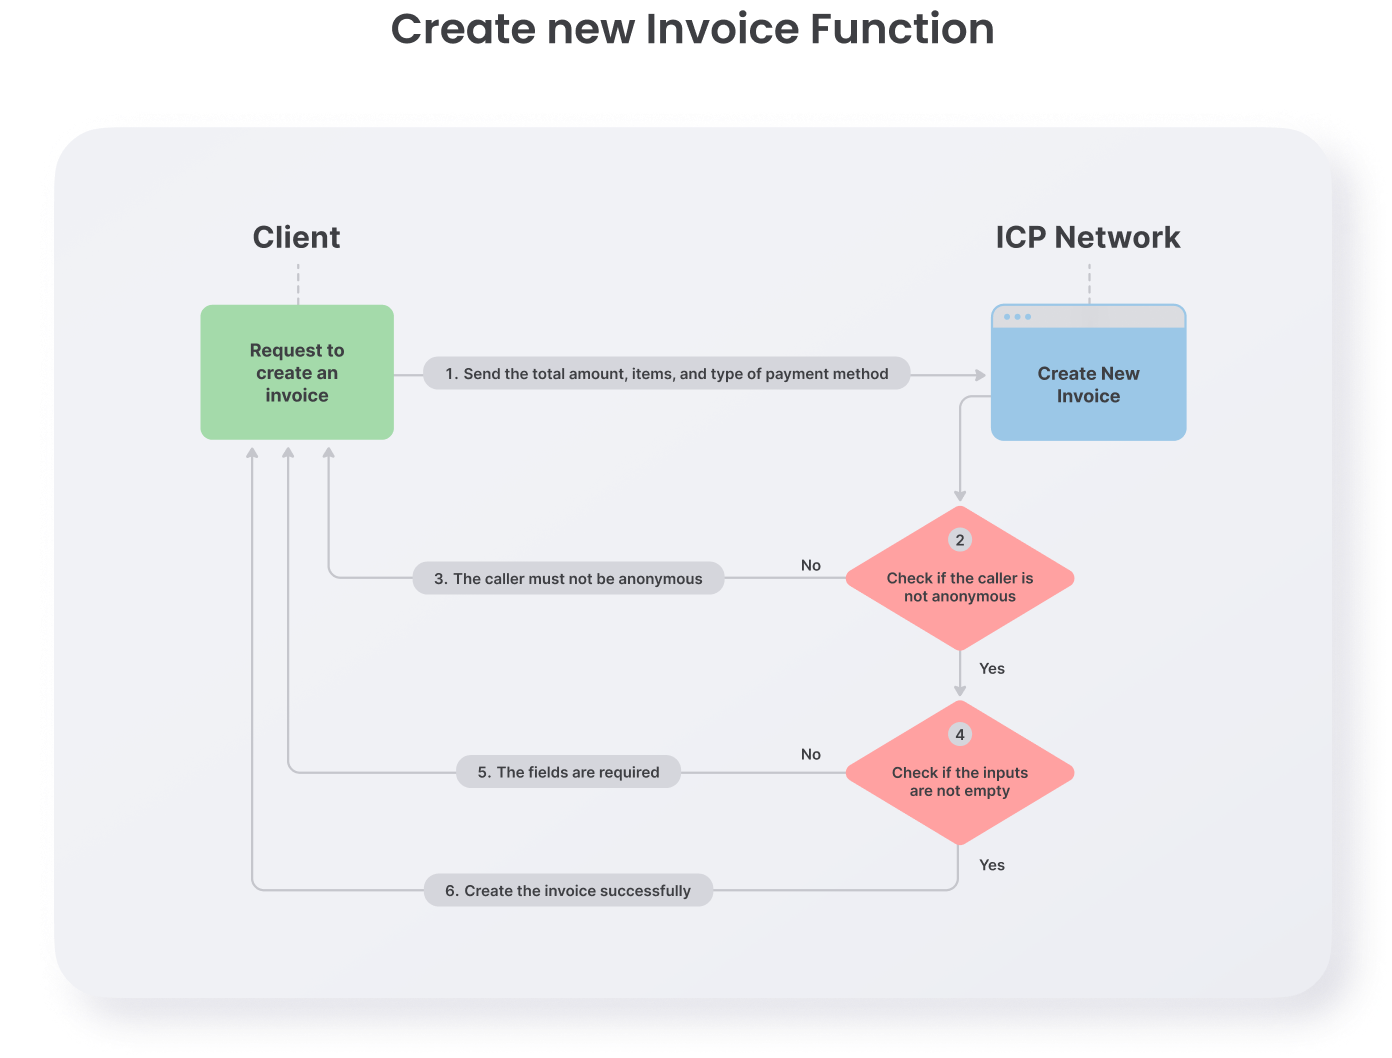 Create new Invoice Function
Client
ICP Network
Request to
create an
invoice
1. Send the total amount, items, and type of payment method
Create New
Invoice
2
Check if the caller is
not anonymous
No
3. The caller must not be anonymous
Yes
4
Check if the inputs
are not empty
No
5. The fields are required
Yes
6. Create the invoice successfully